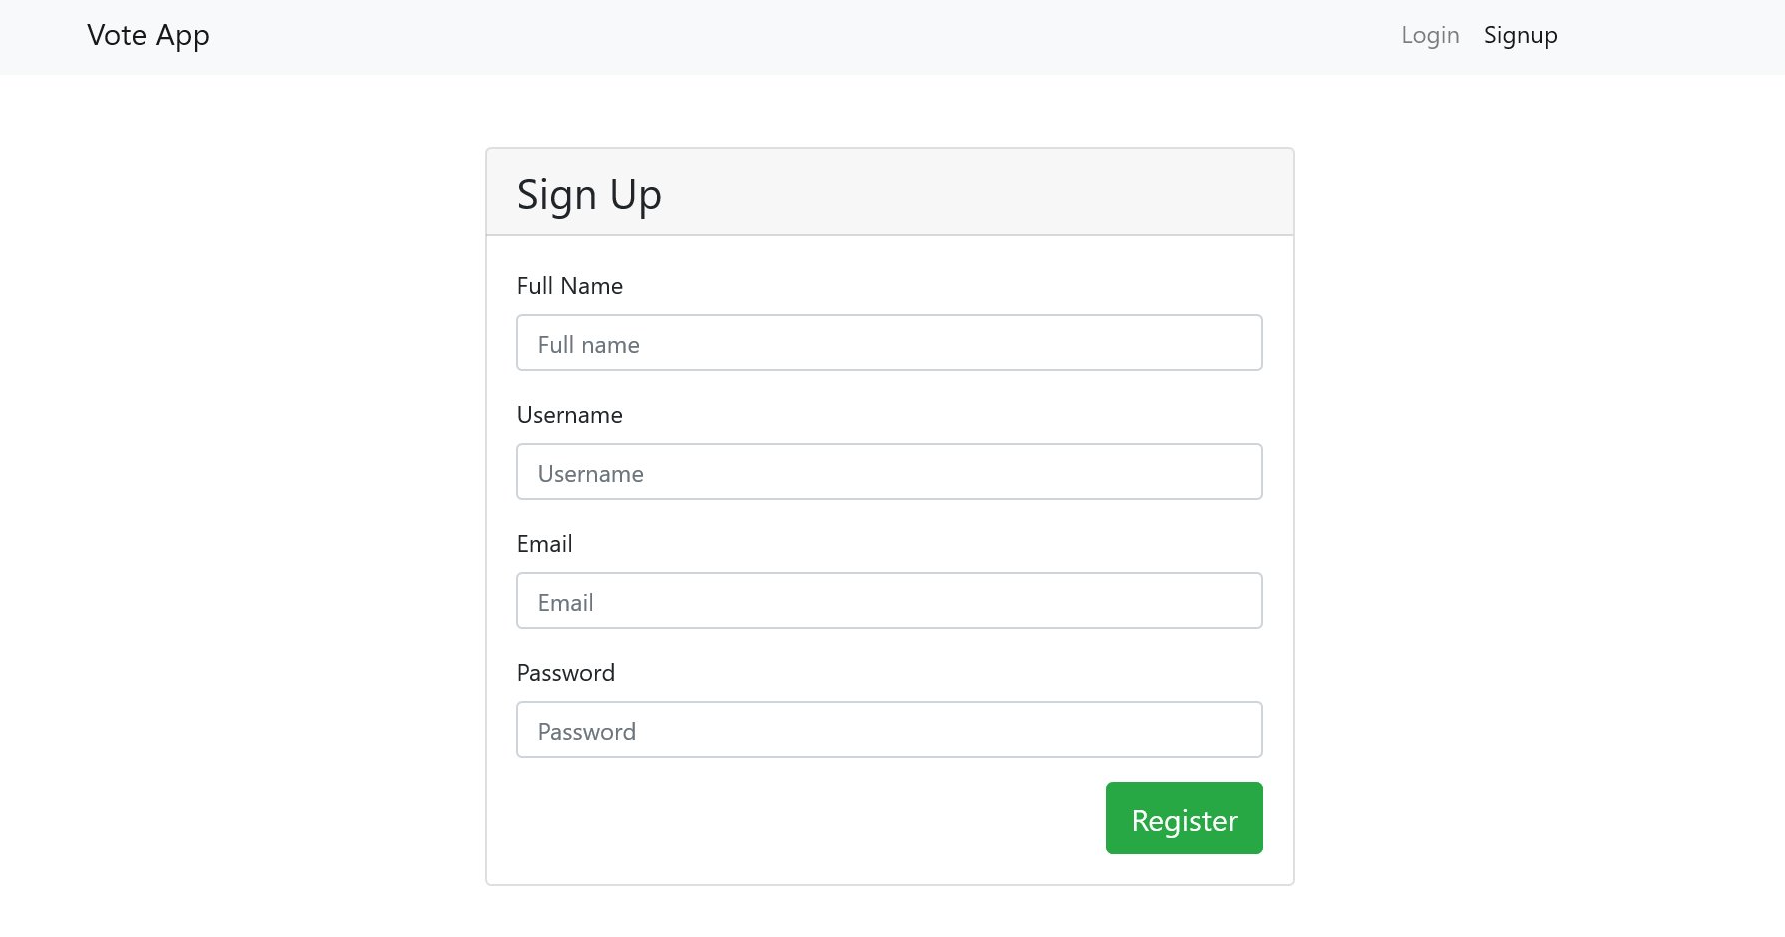 Vote App
Login Signup
Sign Up
Full Name
Full name
Username
Username
Email
Email
Password
Password
Register